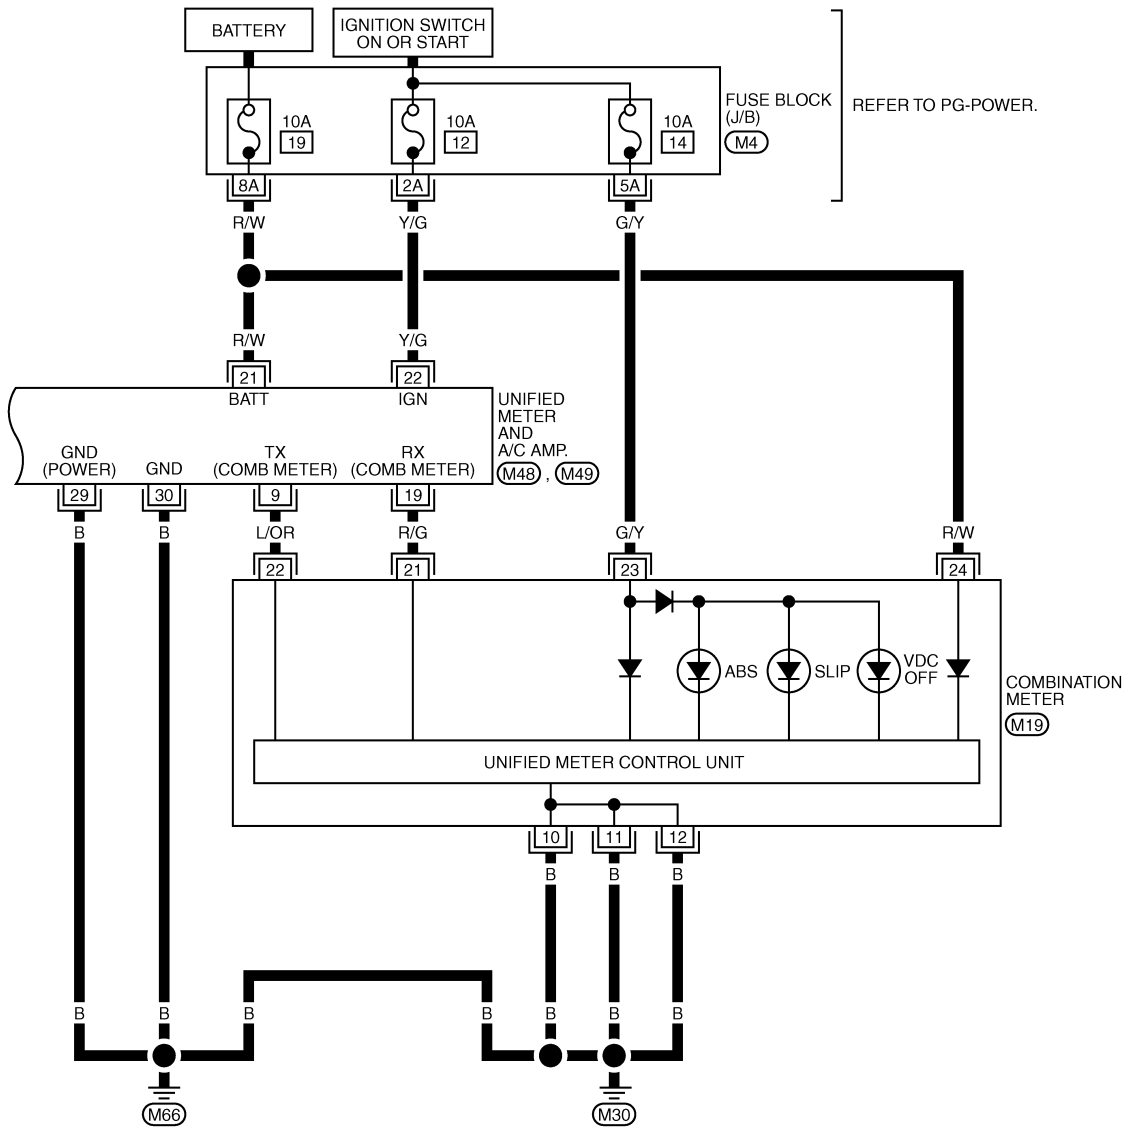 BATTERY
IGNITION SWITCH
ON OR START
10A
19
10A
12
10A
14
FUSE BLOCK
(J/B)
M4
REFER TO PG-POWER.
8A
2A
5A
R/W
Y/G
G/Y
R/W
Y/G
21
22
BATT
IGN
UNIFIED
METER
AND
A/C AMP.
M48 , M49
GND
(POWER)
GND
TX
(COMB METER)
RX
(COMB METER)
29
30
9
19
B
B
L/OR
R/G
G/Y
R/W
22
21
23
24
ABS
SLIP
VDC
OFF
COMBINATION
METER
M19
UNIFIED METER CONTROL UNIT
10
11
12
B
B
B
B
B
B
B
B
B
B
M66
M30